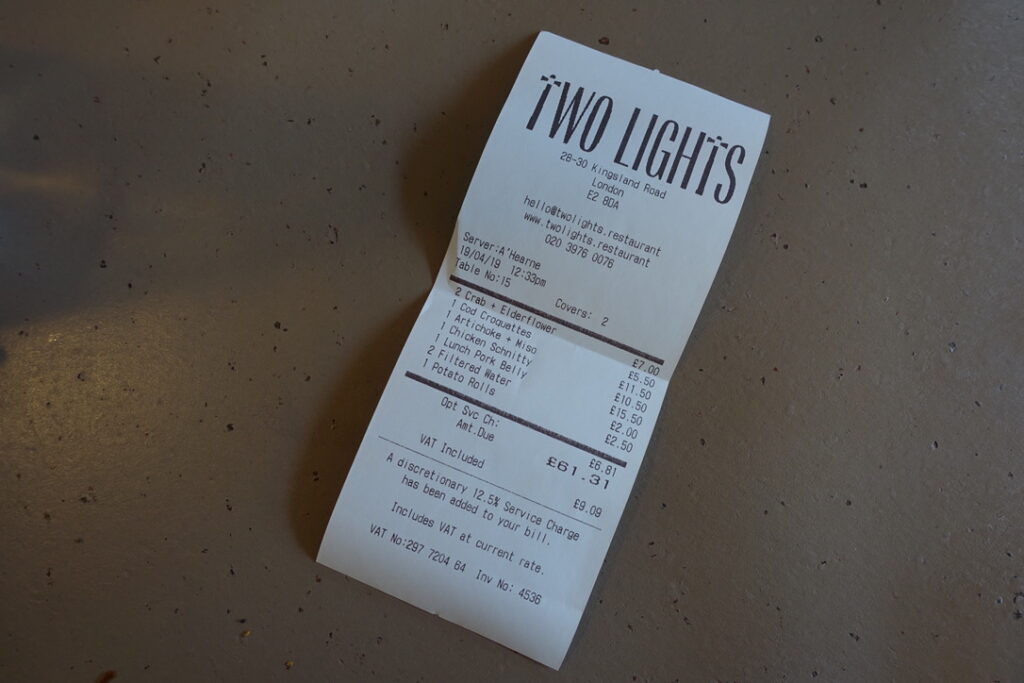 TWO LIGHTS
28-30 Kingsland Road
London
E2 8DA
hello@twolights.restaurant
www.twolights.restaurant
020 3976 0076
Server:A'Hearne
19/04/19 12:33pm
Table No:15 Covers: 2
2 Crab + Elderflower £7.00
1 Cod Croquettes £5.50
1 Artichoke + Miso £11.50
1 Chicken Schnitty £10.50
1 Lunch Pork Belly £15.50
2 Filtered Water £2.00
1 Potato Rolls £2.50
Opt Svc Ch: £6.81
Amt.Due £61.31
VAT Included £9.09
A discretionary 12.5% Service Charge
has been added to your bill.
Includes VAT at current rate.
VAT No:297 7204 64 Inv No: 4536